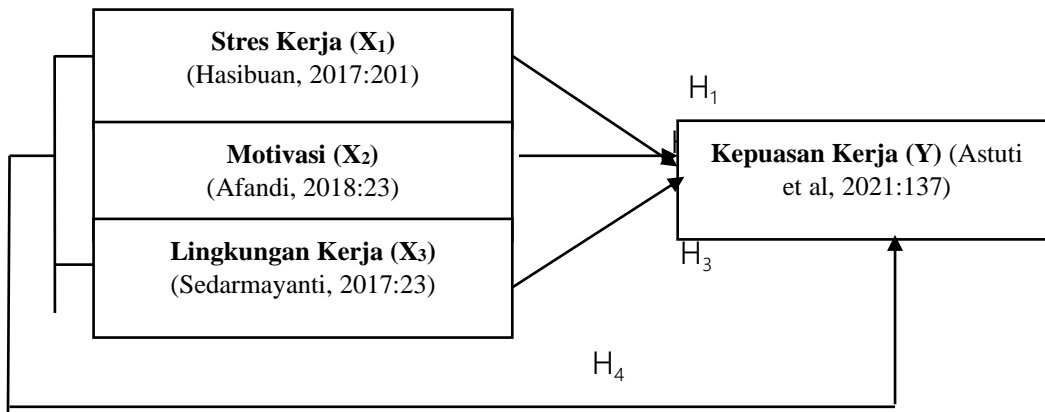 Stres Kerja (X₁)
(Hasibuan, 2017:201)
Motivasi (X₂)
(Afandi, 2018:23)
Lingkungan Kerja (X₃)
(Sedarmayanti, 2017:23)
H₁
Kepuasan Kerja (Y) (Astuti
et al, 2021:137)
H₃
H₄